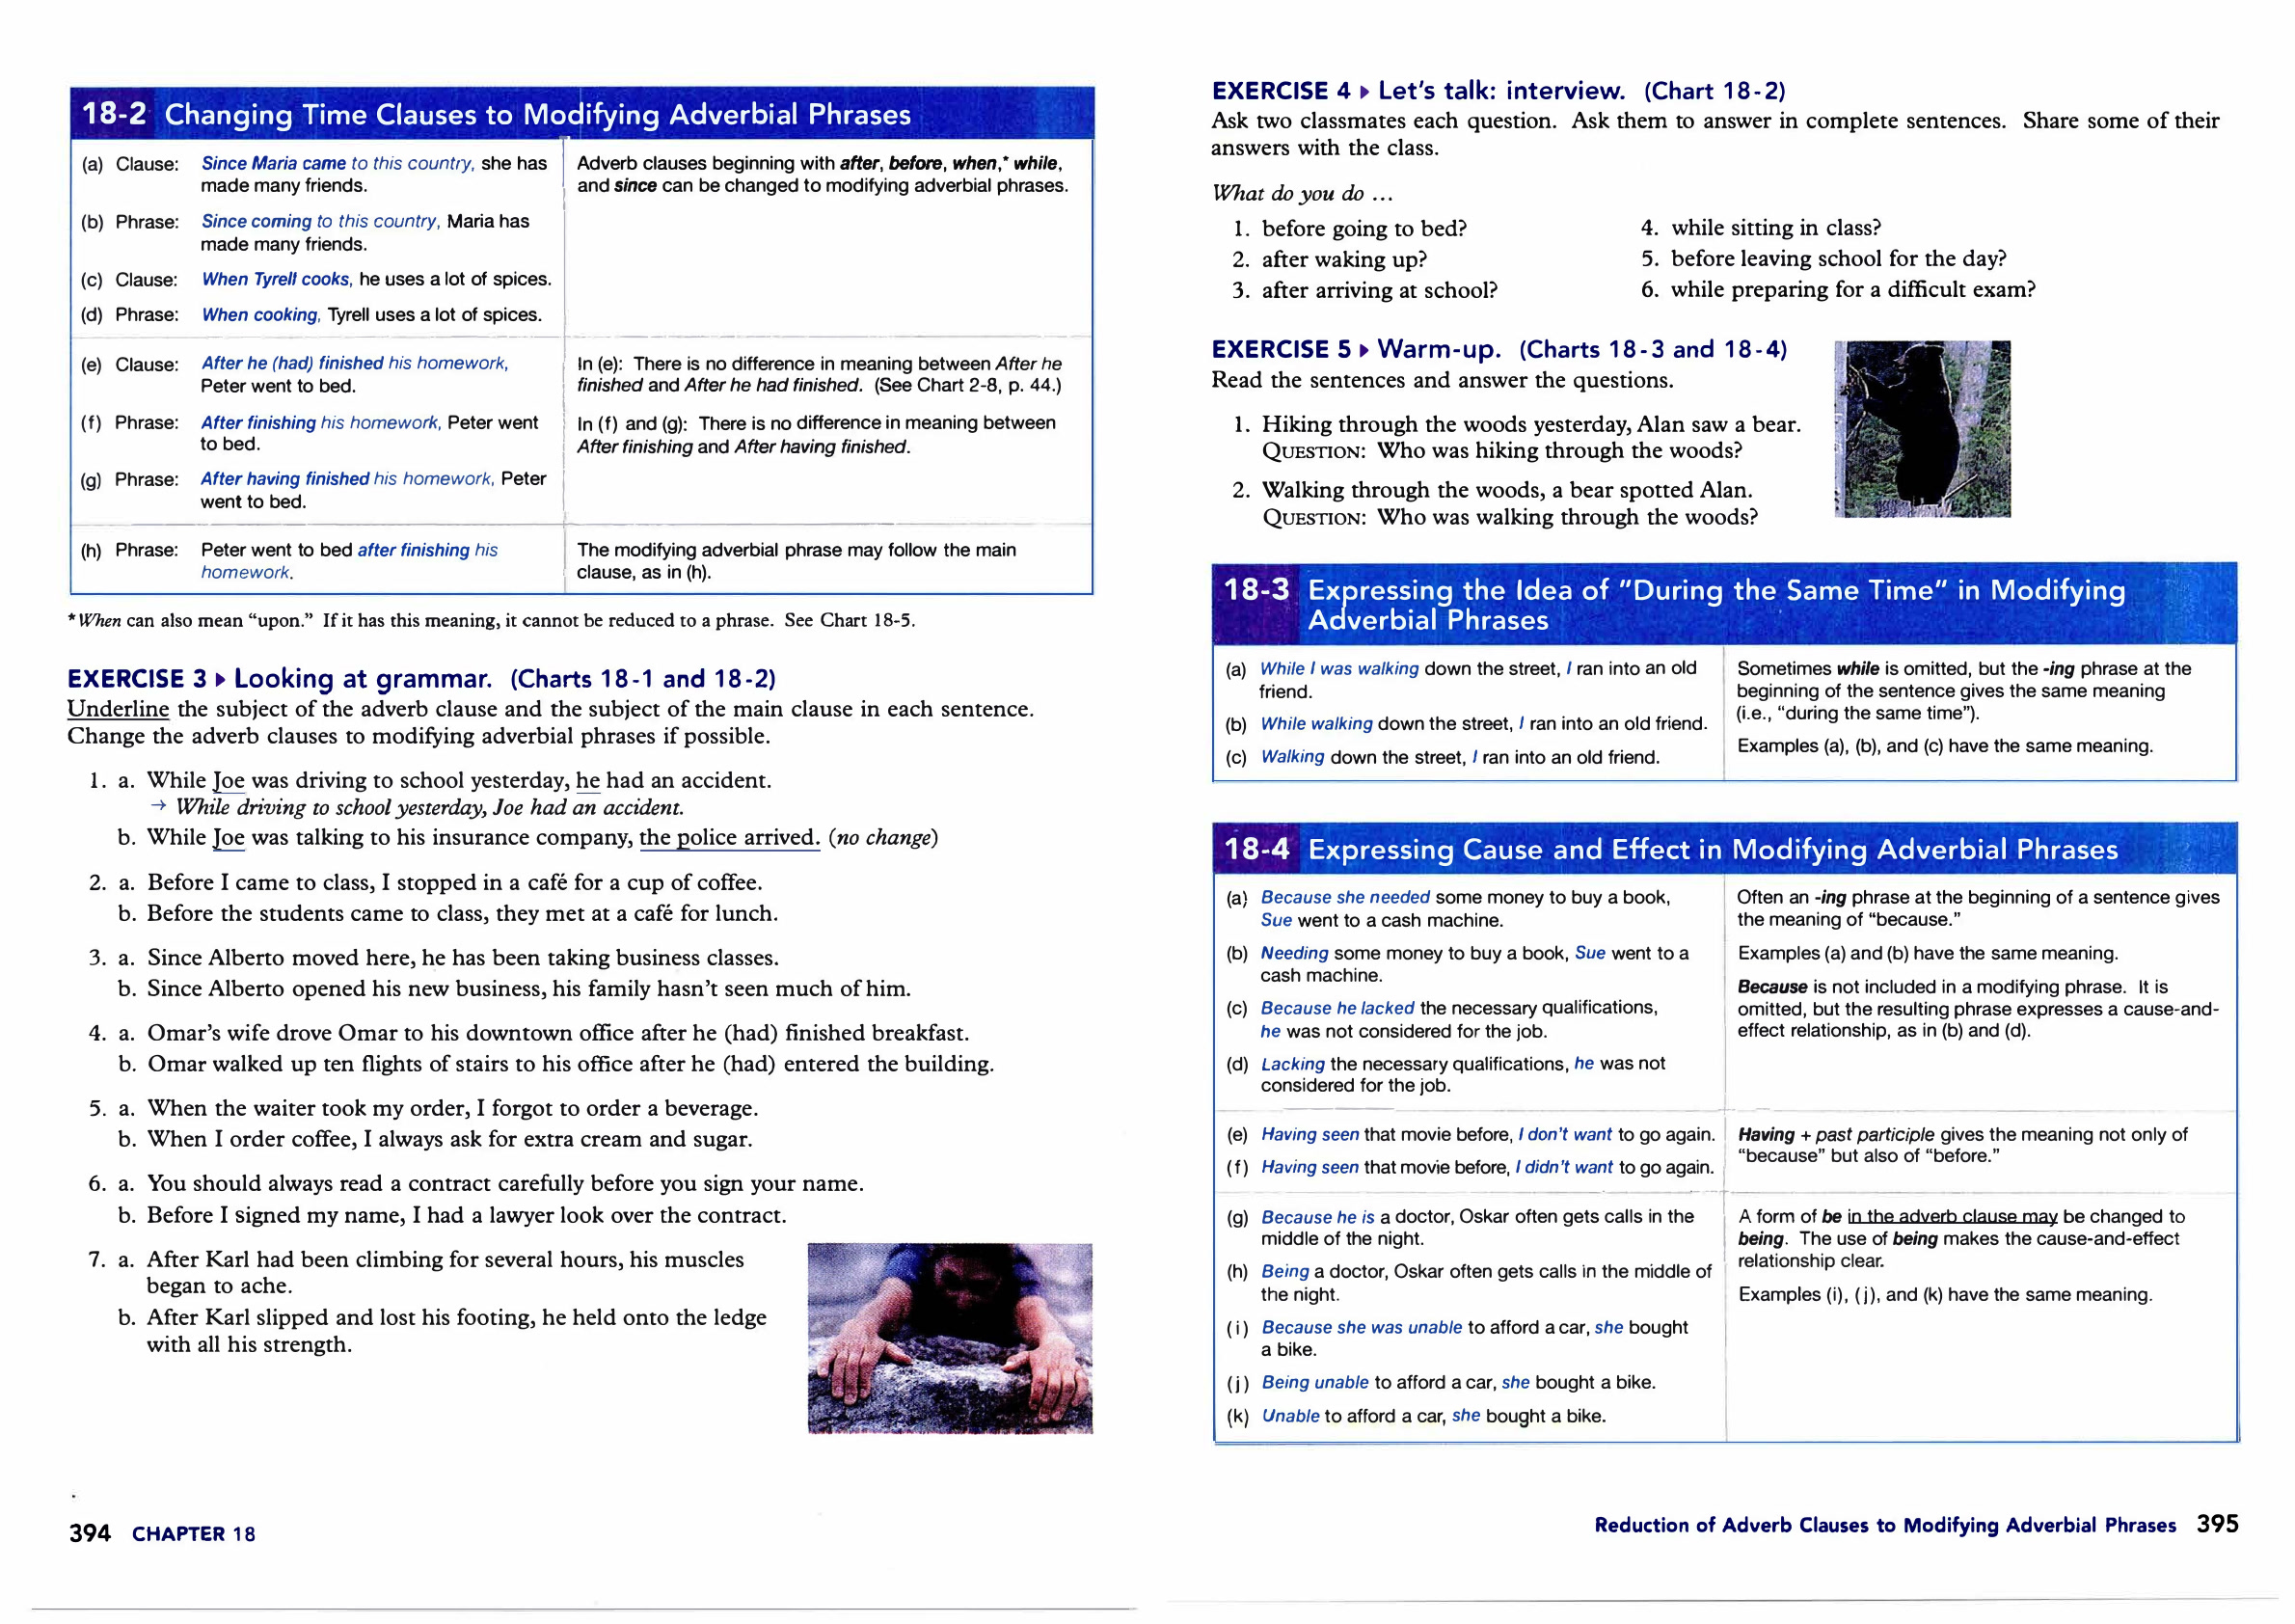 18-2 Changing Time Clauses to Modifying Adverbial Phrases
(a) Clause: Since Maria came to this country, she has
made many friends.
(b) Phrase: Since coming to this country, Maria has
made many friends.
(c) Clause: When Tyrell cooks, he uses a lot of spices.
(d) Phrase: When cooking, Tyrell uses a lot of spices.
Adverb clauses beginning with after, before, when,* while,
and since can be changed to modifying adverbial phrases.
(e) Clause: After he (had) finished his homework,
Peter went to bed.
(f) Phrase: After finishing his homework, Peter went
to bed.
(g) Phrase: After having finished his homework, Peter
went to bed.
In (e): There is no difference in meaning between After he
finished and After he had finished. (See Chart 2-8, p. 44.)
In (f) and (g): There is no difference in meaning between
After finishing and After having finished.
(h) Phrase: Peter went to bed after finishing his
homework.
The modifying adverbial phrase may follow the main
clause, as in (h).
*When can also mean “upon.” If it has this meaning, it cannot be reduced to a phrase. See Chart 18-5.
EXERCISE 3 ▸ Looking at grammar. (Charts 18-1 and 18-2)
Underline the subject of the adverb clause and the subject of the main clause in each sentence.
Change the adverb clauses to modifying adverbial phrases if possible.
1. a. While Joe was driving to school yesterday, he had an accident.
→ While driving to school yesterday, Joe had an accident.
b. While Joe was talking to his insurance company, the police arrived. (no change)
2. a. Before I came to class, I stopped in a café for a cup of coffee.
b. Before the students came to class, they met at a café for lunch.
3. a. Since Alberto moved here, he has been taking business classes.
b. Since Alberto opened his new business, his family hasn’t seen much of him.
4. a. Omar’s wife drove Omar to his downtown office after he (had) finished breakfast.
b. Omar walked up ten flights of stairs to his office after he (had) entered the building.
5. a. When the waiter took my order, I forgot to order a beverage.
b. When I order coffee, I always ask for extra cream and sugar.
6. a. You should always read a contract carefully before you sign your name.
b. Before I signed my name, I had a lawyer look over the contract.
7. a. After Karl had been climbing for several hours, his muscles
began to ache.
b. After Karl slipped and lost his footing, he held onto the ledge
with all his strength.
394 CHAPTER 18
EXERCISE 4 ▸ Let’s talk: interview. (Chart 18-2)
Ask two classmates each question. Ask them to answer in complete sentences. Share some of their
answers with the class.
What do you do …
1. before going to bed?
2. after waking up?
3. after arriving at school?
4. while sitting in class?
5. before leaving school for the day?
6. while preparing for a difficult exam?
EXERCISE 5 ▸ Warm-up. (Charts 18-3 and 18-4)
Read the sentences and answer the questions.
1. Hiking through the woods yesterday, Alan saw a bear.
QUESTION: Who was hiking through the woods?
2. Walking through the woods, a bear spotted Alan.
QUESTION: Who was walking through the woods?
18-3 Expressing the Idea of "During the Same Time" in Modifying
Adverbial Phrases
(a) While I was walking down the street, I ran into an old
friend.
(b) While walking down the street, I ran into an old friend.
(c) Walking down the street, I ran into an old friend.
Sometimes while is omitted, but the -ing phrase at the
beginning of the sentence gives the same meaning
(i.e., “during the same time”).
Examples (a), (b), and (c) have the same meaning.
18-4 Expressing Cause and Effect in Modifying Adverbial Phrases
(a) Because she needed some money to buy a book,
Sue went to a cash machine.
(b) Needing some money to buy a book, Sue went to a
cash machine.
(c) Because he lacked the necessary qualifications,
he was not considered for the job.
(d) Lacking the necessary qualifications, he was not
considered for the job.
Often an -ing phrase at the beginning of a sentence gives
the meaning of “because.”
Examples (a) and (b) have the same meaning.
Because is not included in a modifying phrase. It is
omitted, but the resulting phrase expresses a cause-and-
effect relationship, as in (b) and (d).
(e) Having seen that movie before, I don’t want to go again.
(f) Having seen that movie before, I didn’t want to go again.
Having + past participle gives the meaning not only of
“because” but also of “before.”
(g) Because he is a doctor, Oskar often gets calls in the
middle of the night.
(h) Being a doctor, Oskar often gets calls in the middle of
the night.
(i) Because she was unable to afford a car, she bought
a bike.
(j) Being unable to afford a car, she bought a bike.
(k) Unable to afford a car, she bought a bike.
A form of be in the adverb clause may be changed to
being. The use of being makes the cause-and-effect
relationship clear.
Examples (i), (j), and (k) have the same meaning.
Reduction of Adverb Clauses to Modifying Adverbial Phrases 395